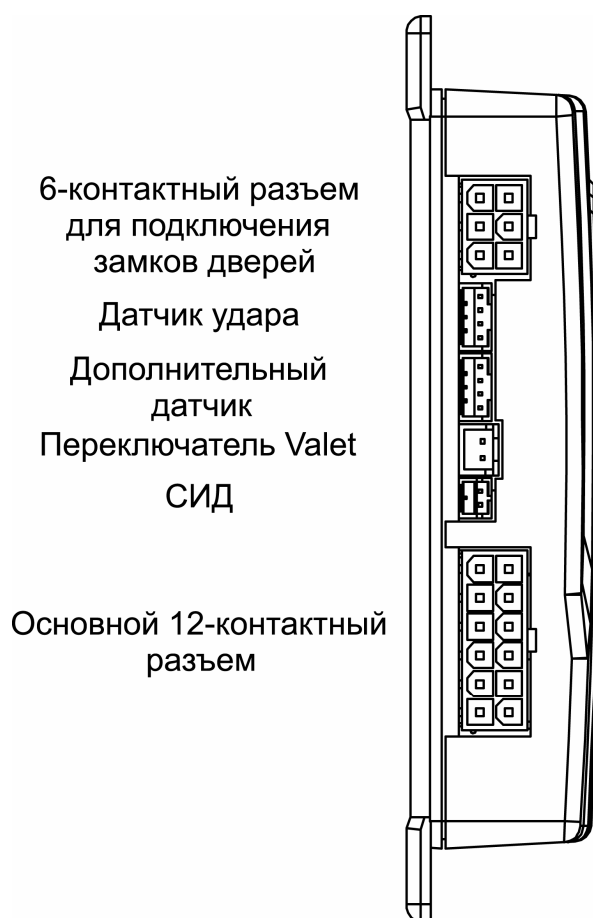 6-контактный разъем
для подключения
замков дверей
Датчик удара
Дополнительный
датчик
Переключатель Valet
СИД
Основной 12-контактный
разъем